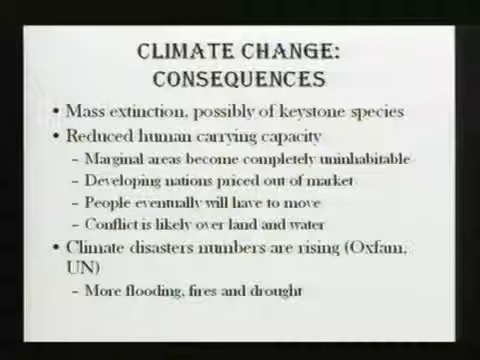 CLIMATE CHANGE:
CONSEQUENCES
• Mass extinction, possibly of keystone species
• Reduced human carrying capacity
– Marginal areas become completely uninhabitable
– Developing nations priced out of market
– People eventually will have to move
– Conflict is likely over land and water
• Climate disasters numbers are rising (Oxfam,
UN)
– More flooding, fires and drought